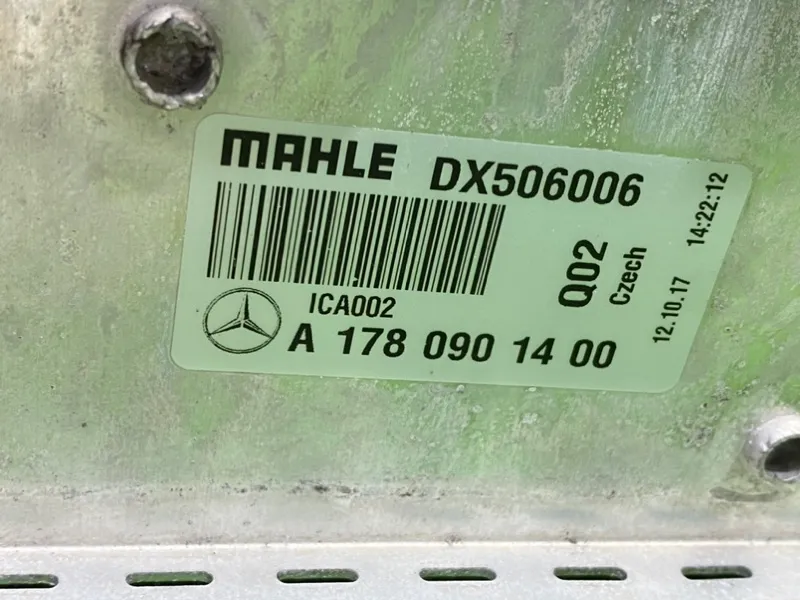 MAHLE DX506006
ICA002
A 178 090 14 00
Q02
Czech
12.10.17 14:22:12